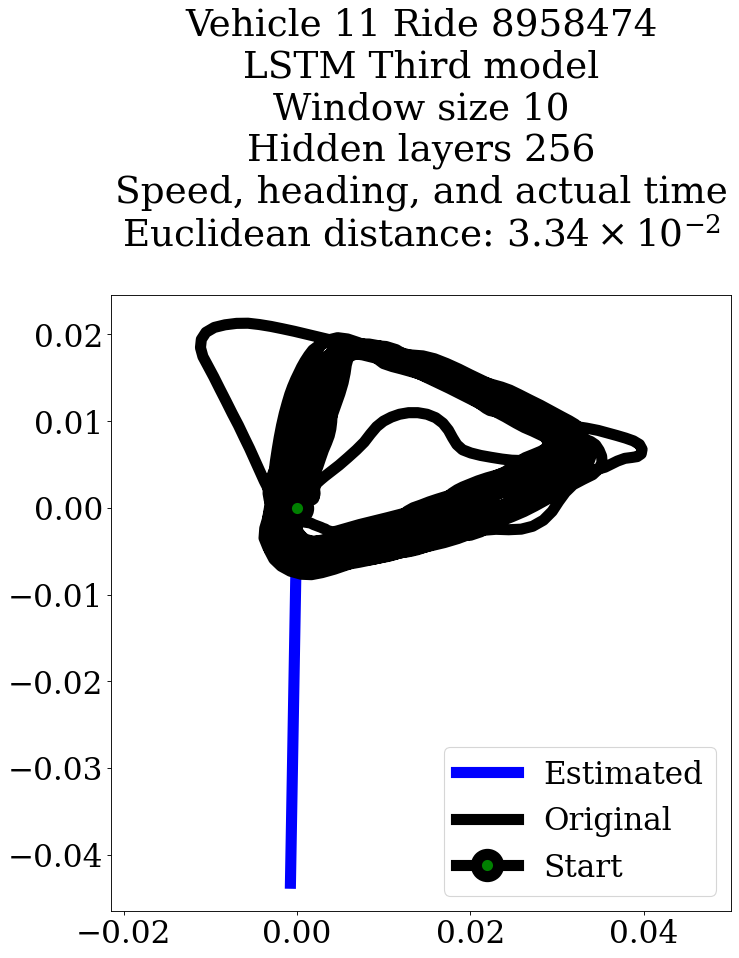 Vehicle 11 Ride 8958474
LSTM Third model
Window size 10
Hidden layers 256
Speed, heading, and actual time
Euclidean distance: 3.34 × 10⁻²
0.02
0.01
0.00
−0.01
−0.02
−0.03
−0.04
Estimated
Original
Start
−0.02 0.00 0.02 0.04